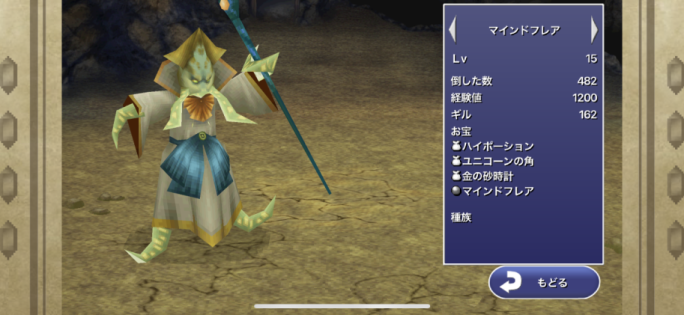 マインドフレア
Lv 15
倒した数 482
経験値 1200
ギル 162
お宝
ハイポーション
ユニコーンの角
金の砂時計
マインドフレア
種族
もどる